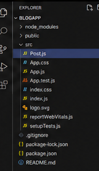 EXPLORER
BLOGAPP
node_modules
public
src
Post.js
App.css
App.js
App.test.js
index.css
index.js
logo.svg
reportWebVitals.js
setupTests.js
.gitignore
package-lock.json
package.json
README.md